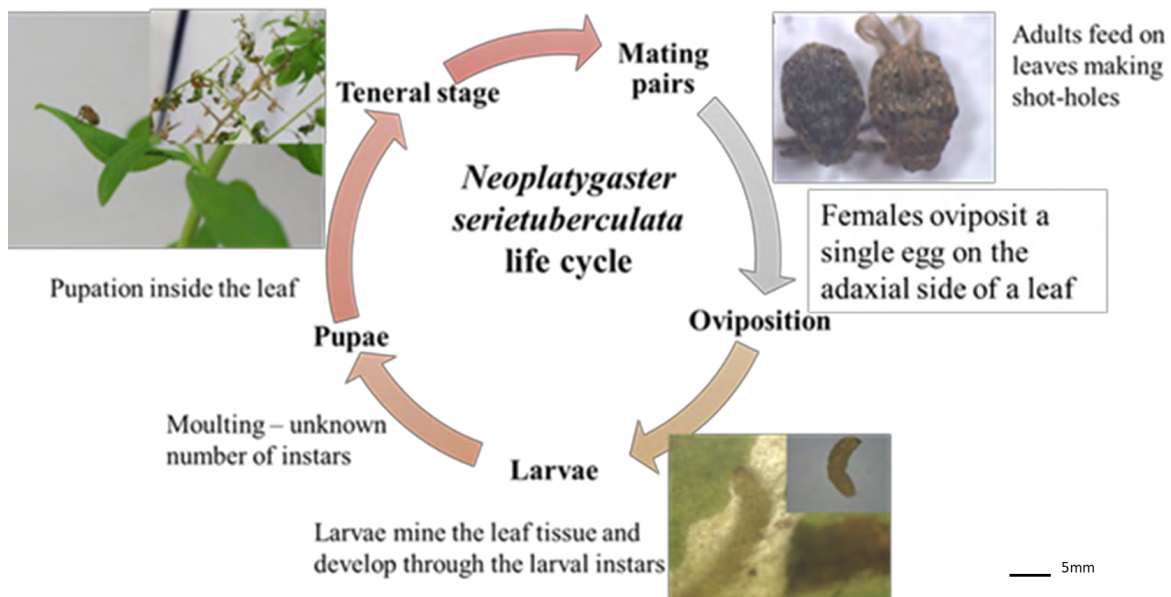 Neoplatygaster
serietuberculata
life cycle
Mating
pairs
Adults feed on
leaves making
shot-holes
Females oviposit a
single egg on the
adaxial side of a leaf
Oviposition
Larvae
Larvae mine the leaf tissue and
develop through the larval instars
Moulting – unknown
number of instars
Pupae
Pupation inside the leaf
Teneral stage
5mm